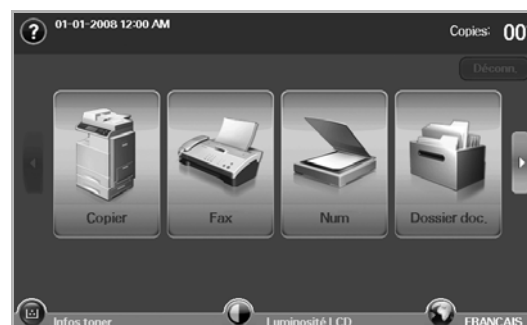 ?
01-01-2008 12:00 AM
Copies: 00
Déconn.
Copier
Fax
Num
Dossier doc.
Infos toner
Luminosité LCD
FRANCAIS